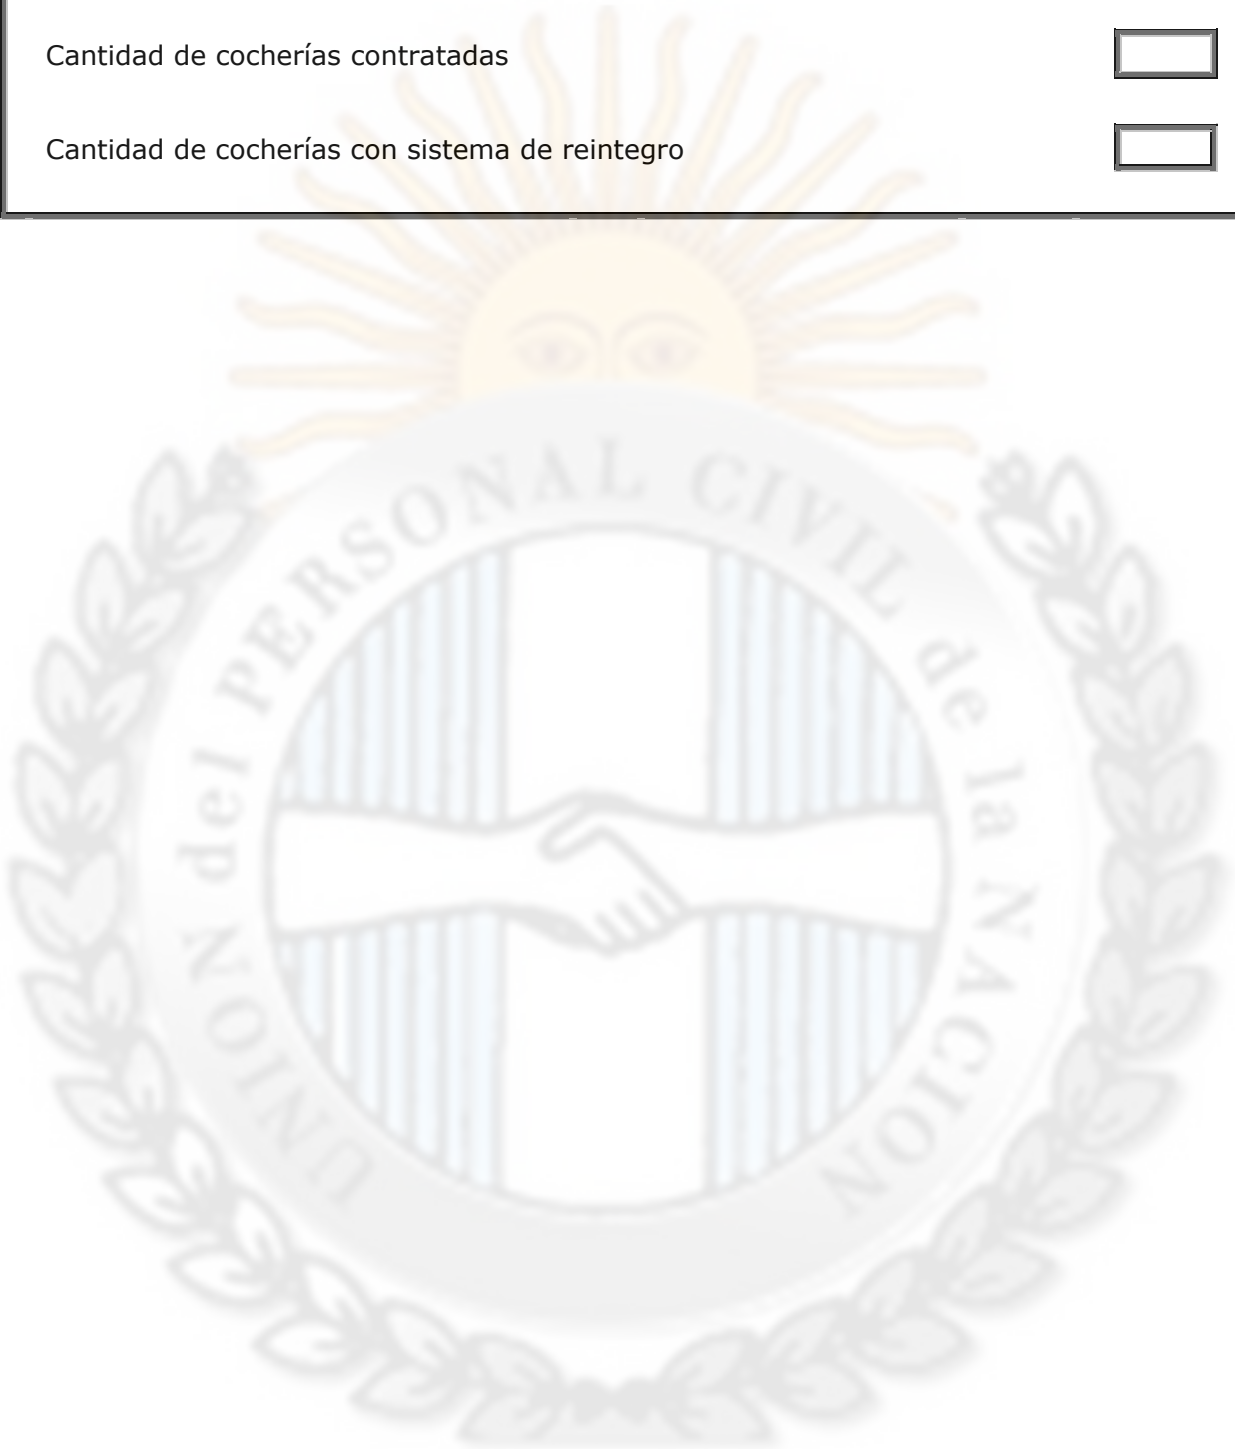 Cantidad de cocherías contratadas
Cantidad de cocherías con sistema de reintegro
UNION del PERSONAL CIVIL de la NACION